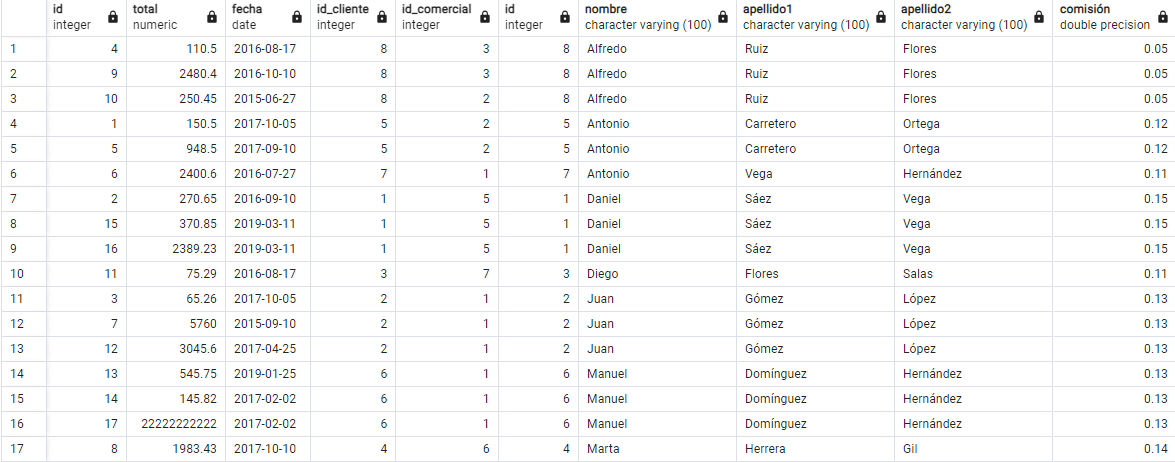 id total fecha id_cliente id_comercial id nombre apellido1 apellido2 comisión
integer numeric date integer integer integer character varying (100) character varying (100) character varying (100) double precision
1 4 110.5 2016-08-17 8 3 8 Alfredo Ruiz Flores 0.05
2 9 2480.4 2016-10-10 8 3 8 Alfredo Ruiz Flores 0.05
3 10 250.45 2015-06-27 8 2 8 Alfredo Ruiz Flores 0.05
4 1 150.5 2017-10-05 5 2 5 Antonio Carretero Ortega 0.12
5 5 948.5 2017-09-10 5 2 5 Antonio Carretero Ortega 0.12
6 6 2400.6 2016-07-27 7 1 7 Antonio Vega Hernández 0.11
7 2 270.65 2016-09-10 1 5 1 Daniel Sáez Vega 0.15
8 15 370.85 2019-03-11 1 5 1 Daniel Sáez Vega 0.15
9 16 2389.23 2019-03-11 1 5 1 Daniel Sáez Vega 0.15
10 11 75.29 2016-08-17 3 7 3 Diego Flores Salas 0.11
11 3 65.26 2017-10-05 2 1 2 Juan Gómez López 0.13
12 7 5760 2015-09-10 2 1 2 Juan Gómez López 0.13
13 12 3045.6 2017-04-25 2 1 2 Juan Gómez López 0.13
14 13 545.75 2019-01-25 6 1 6 Manuel Domínguez Hernández 0.13
15 14 145.82 2017-02-02 6 1 6 Manuel Domínguez Hernández 0.13
16 17 22222222222 2017-02-02 6 1 6 Manuel Domínguez Hernández 0.13
17 8 1983.43 2017-10-10 4 6 4 Marta Herrera Gil 0.14